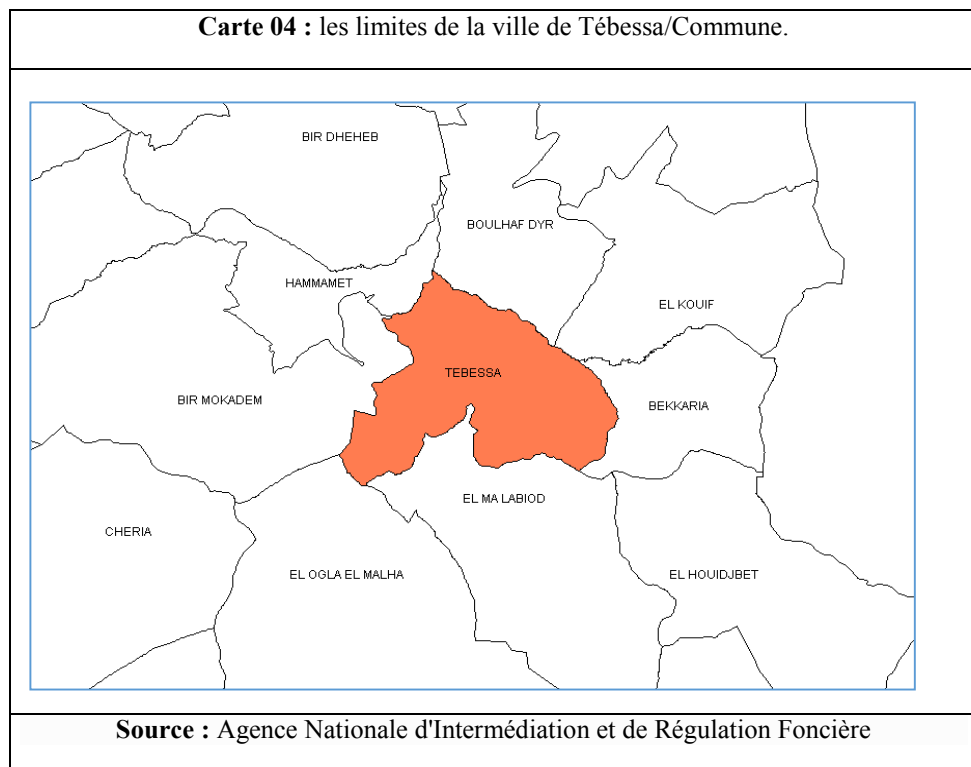 Carte 04 : les limites de la ville de Tébessa/Commune.
BIR DHEHEB
BOULHAF DYR
HAMMAMET
EL KOUIF
TEBESSA
BIR MOKADEM
BEKKARIA
EL MA LABIOD
CHERIA
EL OGLA EL MALHA
EL HOUIDJBET
Source : Agence Nationale d'Intermédiation et de Régulation Foncière